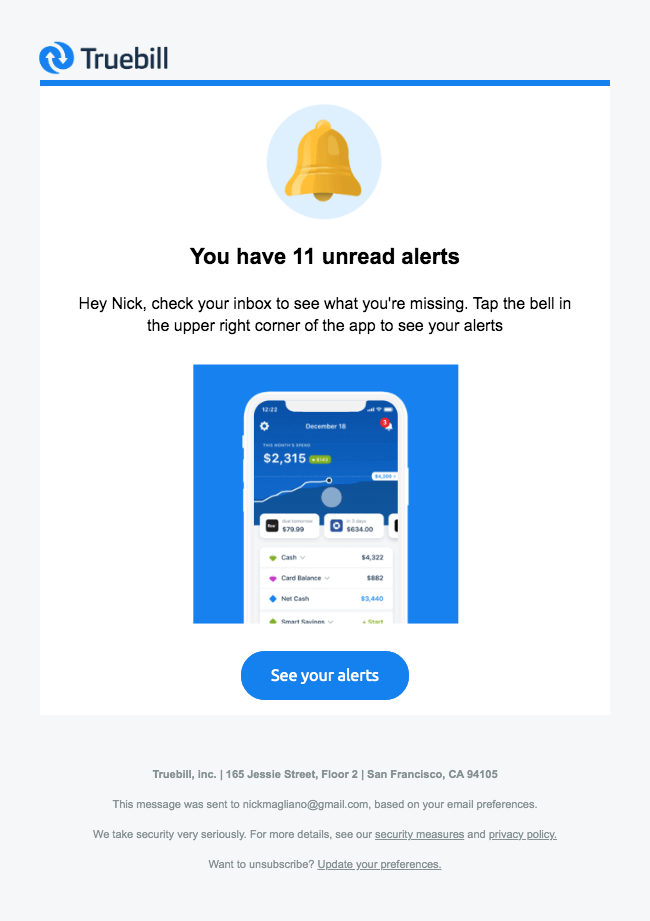 Truebill
You have 11 unread alerts
Hey Nick, check your inbox to see what you're missing. Tap the bell in
the upper right corner of the app to see your alerts
12:22
December 18
3
THIS MONTH'S SPEND
$2,315
due tomorrow
$79.99
in 3 days
$634.00
Cash
$4,322
Card Balance
$882
Net Cash
$3,440
Smart Savings
+ Start
See your alerts
Truebill, inc. | 165 Jessie Street, Floor 2 | San Francisco, CA 94105
This message was sent to nickmagliano@gmail.com, based on your email preferences.
We take security very seriously. For more details, see our security measures and privacy policy.
Want to unsubscribe? Update your preferences.